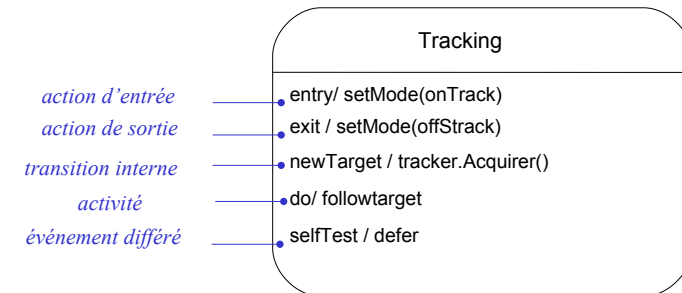 Tracking
action d'entrée
entry/ setMode(onTrack)
action de sortie
exit / setMode(offStrack)
transition interne
newTarget / tracker.Acquirer()
activité
do/ followtarget
événement différé
selfTest / defer